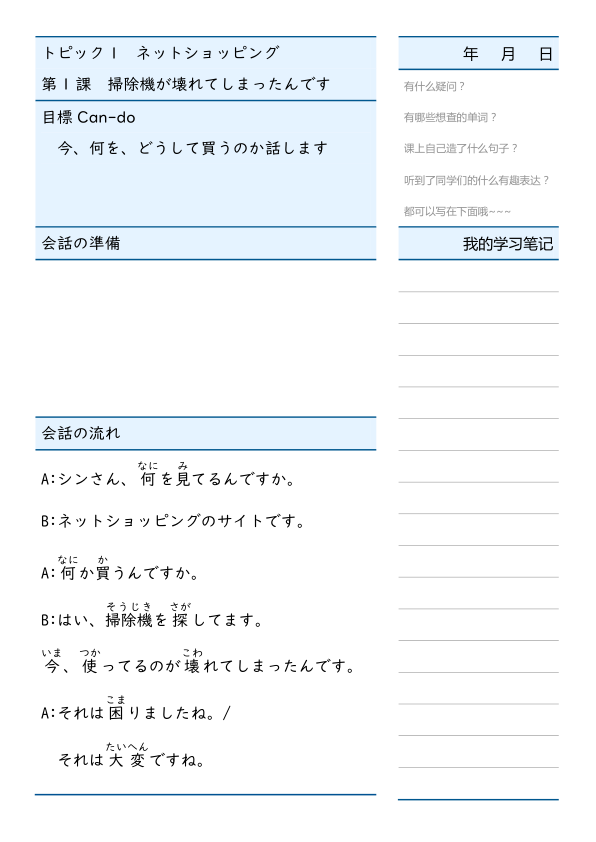 トピック1　ネットショッピング
第1課　掃除機が壊れてしまったんです
目標 Can-do
今、何を、どうして買うのか話します
会話の準備
会話の流れ
なに　み
A:シンさん、何を見てるんですか。
B:ネットショッピングのサイトです。
なに　か
A:何か買うんですか。
そうじき　さが
B:はい、掃除機を探してます。
いま　つか　こわ
今、使ってるのが壊れてしまったんです。
こま
A:それは困りましたね。/
たいへん
それは大変ですね。
年　月　日
有什么疑问？
有哪些想查的单词？
课上自己造了什么句子？
听到了同学们的什么有趣表达？
都可以写在下面哦~~~
我的学习笔记